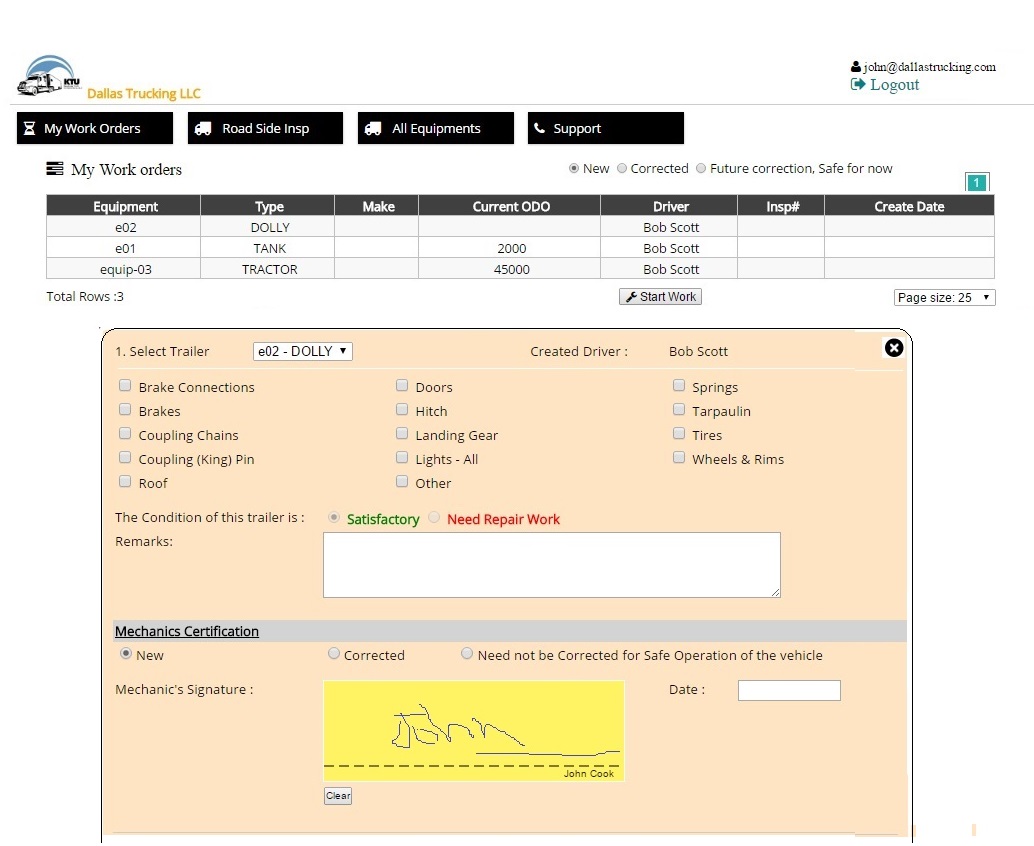 john@dallastrucking.com
KTU
Dallas Trucking LLC
Logout
My Work Orders Road Side Insp All Equipments Support
My Work orders New Corrected Future correction, Safe for now
1
Equipment Type Make Current ODO Driver Insp# Create Date
e02 DOLLY Bob Scott
e01 TANK 2000 Bob Scott
equip-03 TRACTOR 45000 Bob Scott
Total Rows :3 Start Work Page size: 25
1. Select Trailer e02 - DOLLY Created Driver : Bob Scott
Brake Connections Doors Springs
Brakes Hitch Tarpaulin
Coupling Chains Landing Gear Tires
Coupling (King) Pin Lights - All Wheels & Rims
Roof Other
The Condition of this trailer is : Satisfactory Need Repair Work
Remarks:
Mechanics Certification
New Corrected Need not be Corrected for Safe Operation of the vehicle
Mechanic's Signature : Date :
John
John Cook
Clear